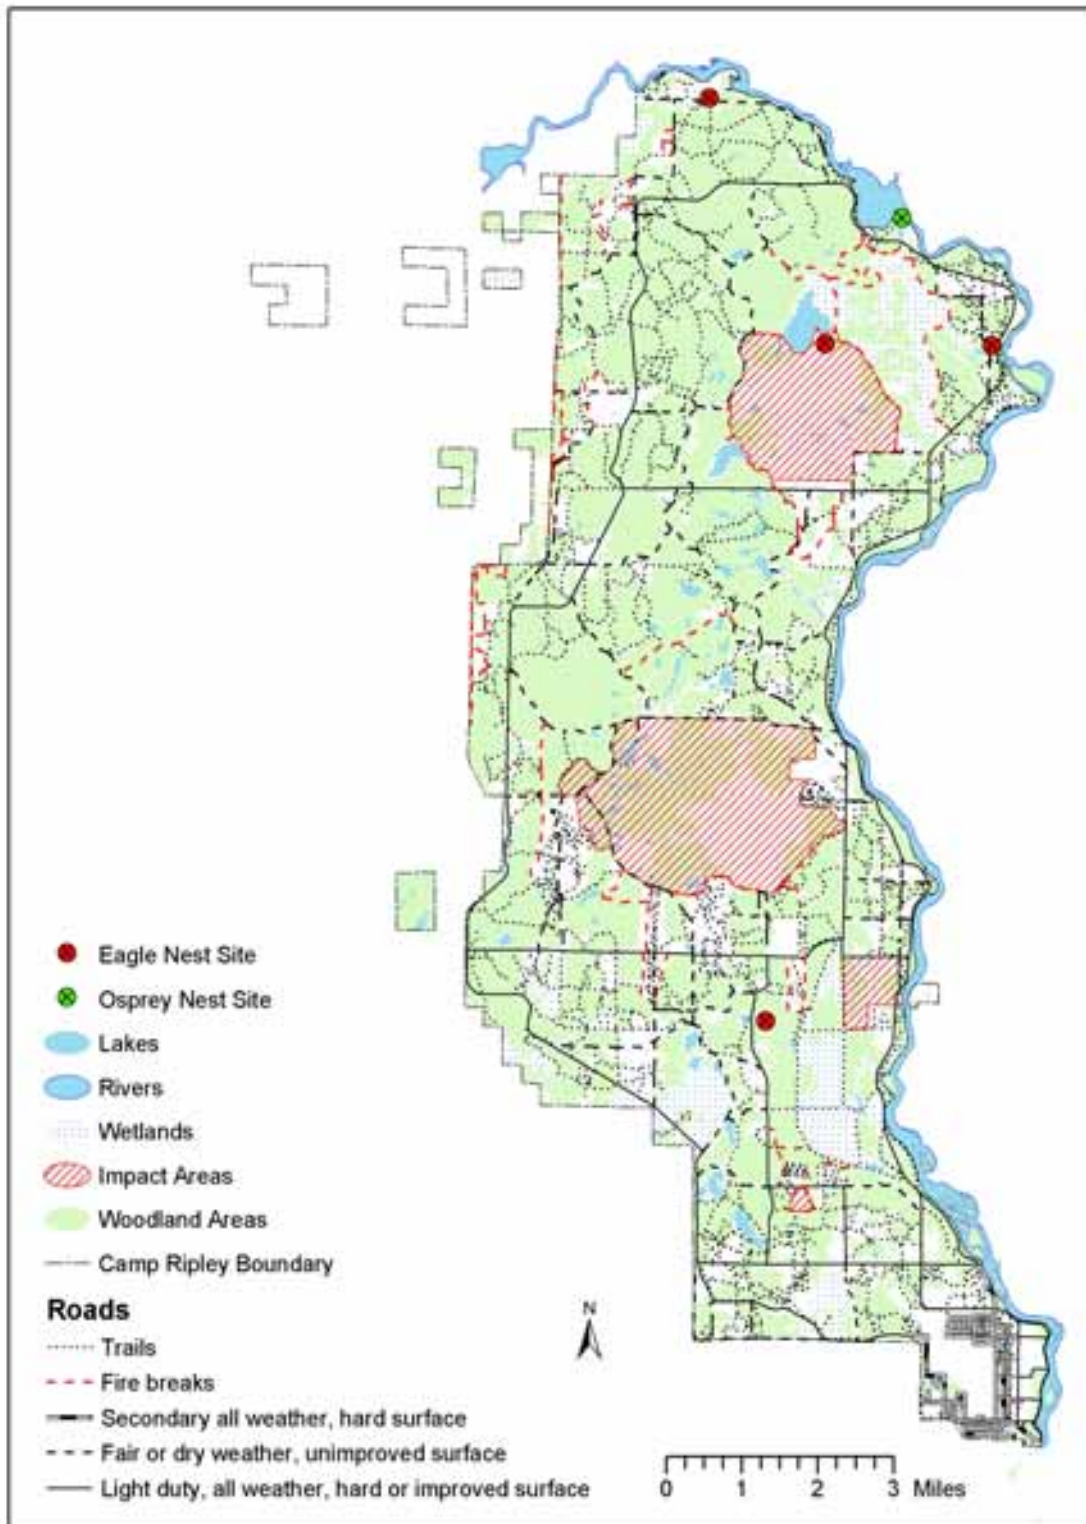 Eagle Nest Site
Osprey Nest Site
Lakes
Rivers
Wetlands
Impact Areas
Woodland Areas
Camp Ripley Boundary
Roads
Trails
Fire breaks
Secondary all weather, hard surface
Fair or dry weather, unimproved surface
Light duty, all weather, hard or improved surface
N
0 1 2 3 Miles